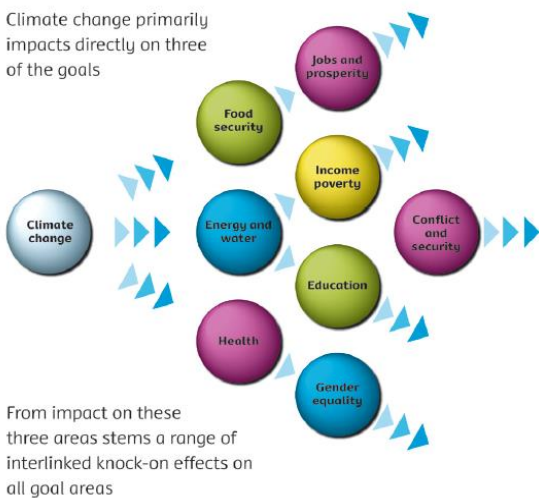 Climate change primarily
impacts directly on three
of the goals
Jobs and
prosperity
Food
security
Income
poverty
Climate
change
Energy and
water
Conflict
and
security
Education
Health
Gender
equality
From impact on these
three areas stems a range of
interlinked knock-on effects on
all goal areas